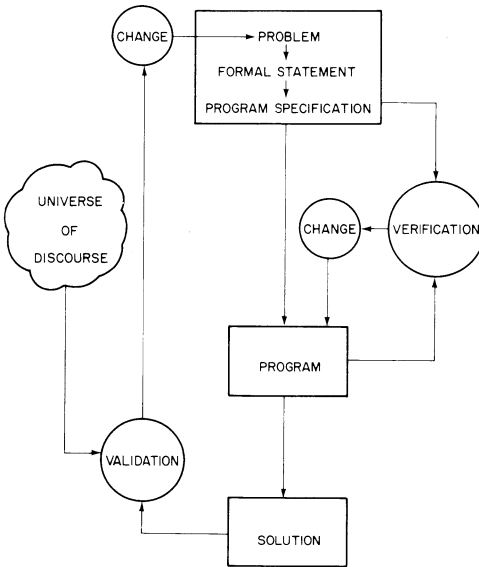 CHANGE
PROBLEM
FORMAL STATEMENT
PROGRAM SPECIFICATION
UNIVERSE
OF
DISCOURSE
CHANGE
VERIFICATION
PROGRAM
VALIDATION
SOLUTION